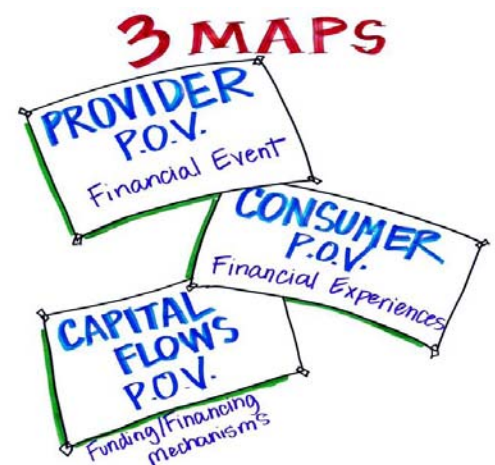 3 MAPS
PROVIDER
P.O.V.
Financial Event
CONSUMER
P.O.V.
Financial Experiences
CAPITAL
FLOWS
P.O.V.
Funding/Financing
mechanisms